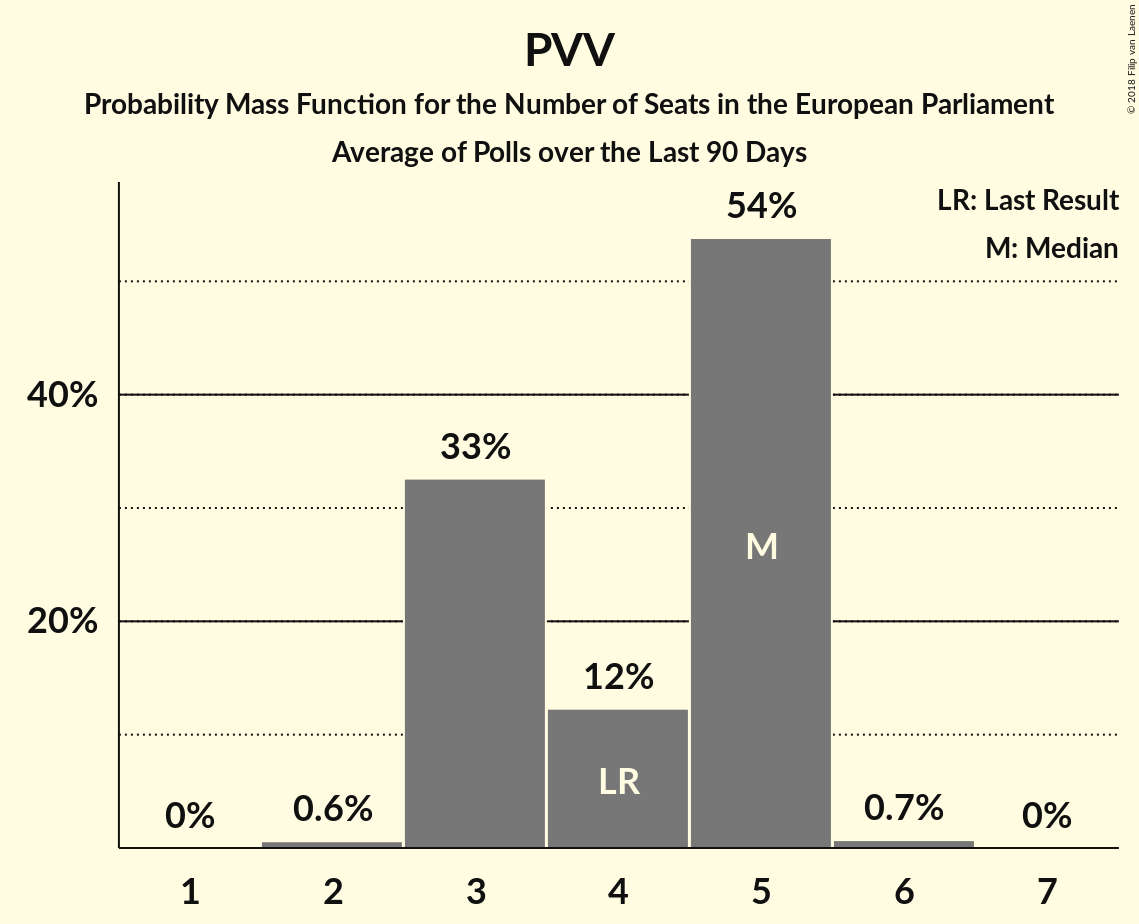 PVV
Probability Mass Function for the Number of Seats in the European Parliament
Average of Polls over the Last 90 Days
© 2018 Filip van Laenen
LR: Last Result
M: Median
54%
40%
33%
M
20%
12%
LR
0%
0.6%
0.7%
0%
1 2 3 4 5 6 7